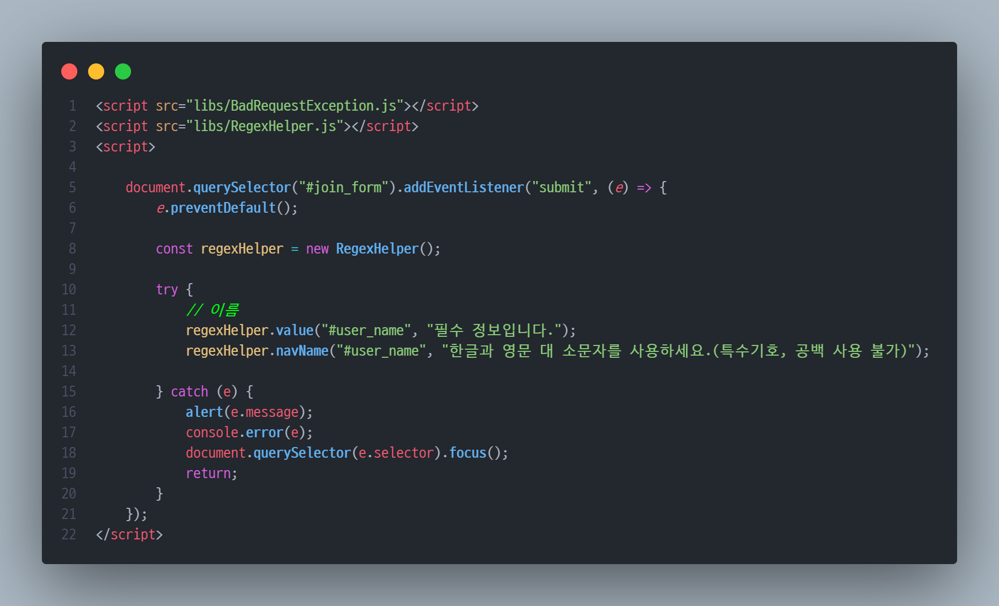 1 <script src="libs/BadRequestException.js"></script>
2 <script src="libs/RegexHelper.js"></script>
3 <script>
4
5     document.querySelector("#join_form").addEventListener("submit", (e) => {
6         e.preventDefault();
7
8         const regexHelper = new RegexHelper();
9
10         try {
11             // 이름
12             regexHelper.value("#user_name", "필수 정보입니다.");
13             regexHelper.navName("#user_name", "한글과 영문 대 소문자를 사용하세요.(특수기호, 공백 사용 불가)");
14
15         } catch (e) {
16             alert(e.message);
17             console.error(e);
18             document.querySelector(e.selector).focus();
19             return;
20         }
21     });
22 </script>